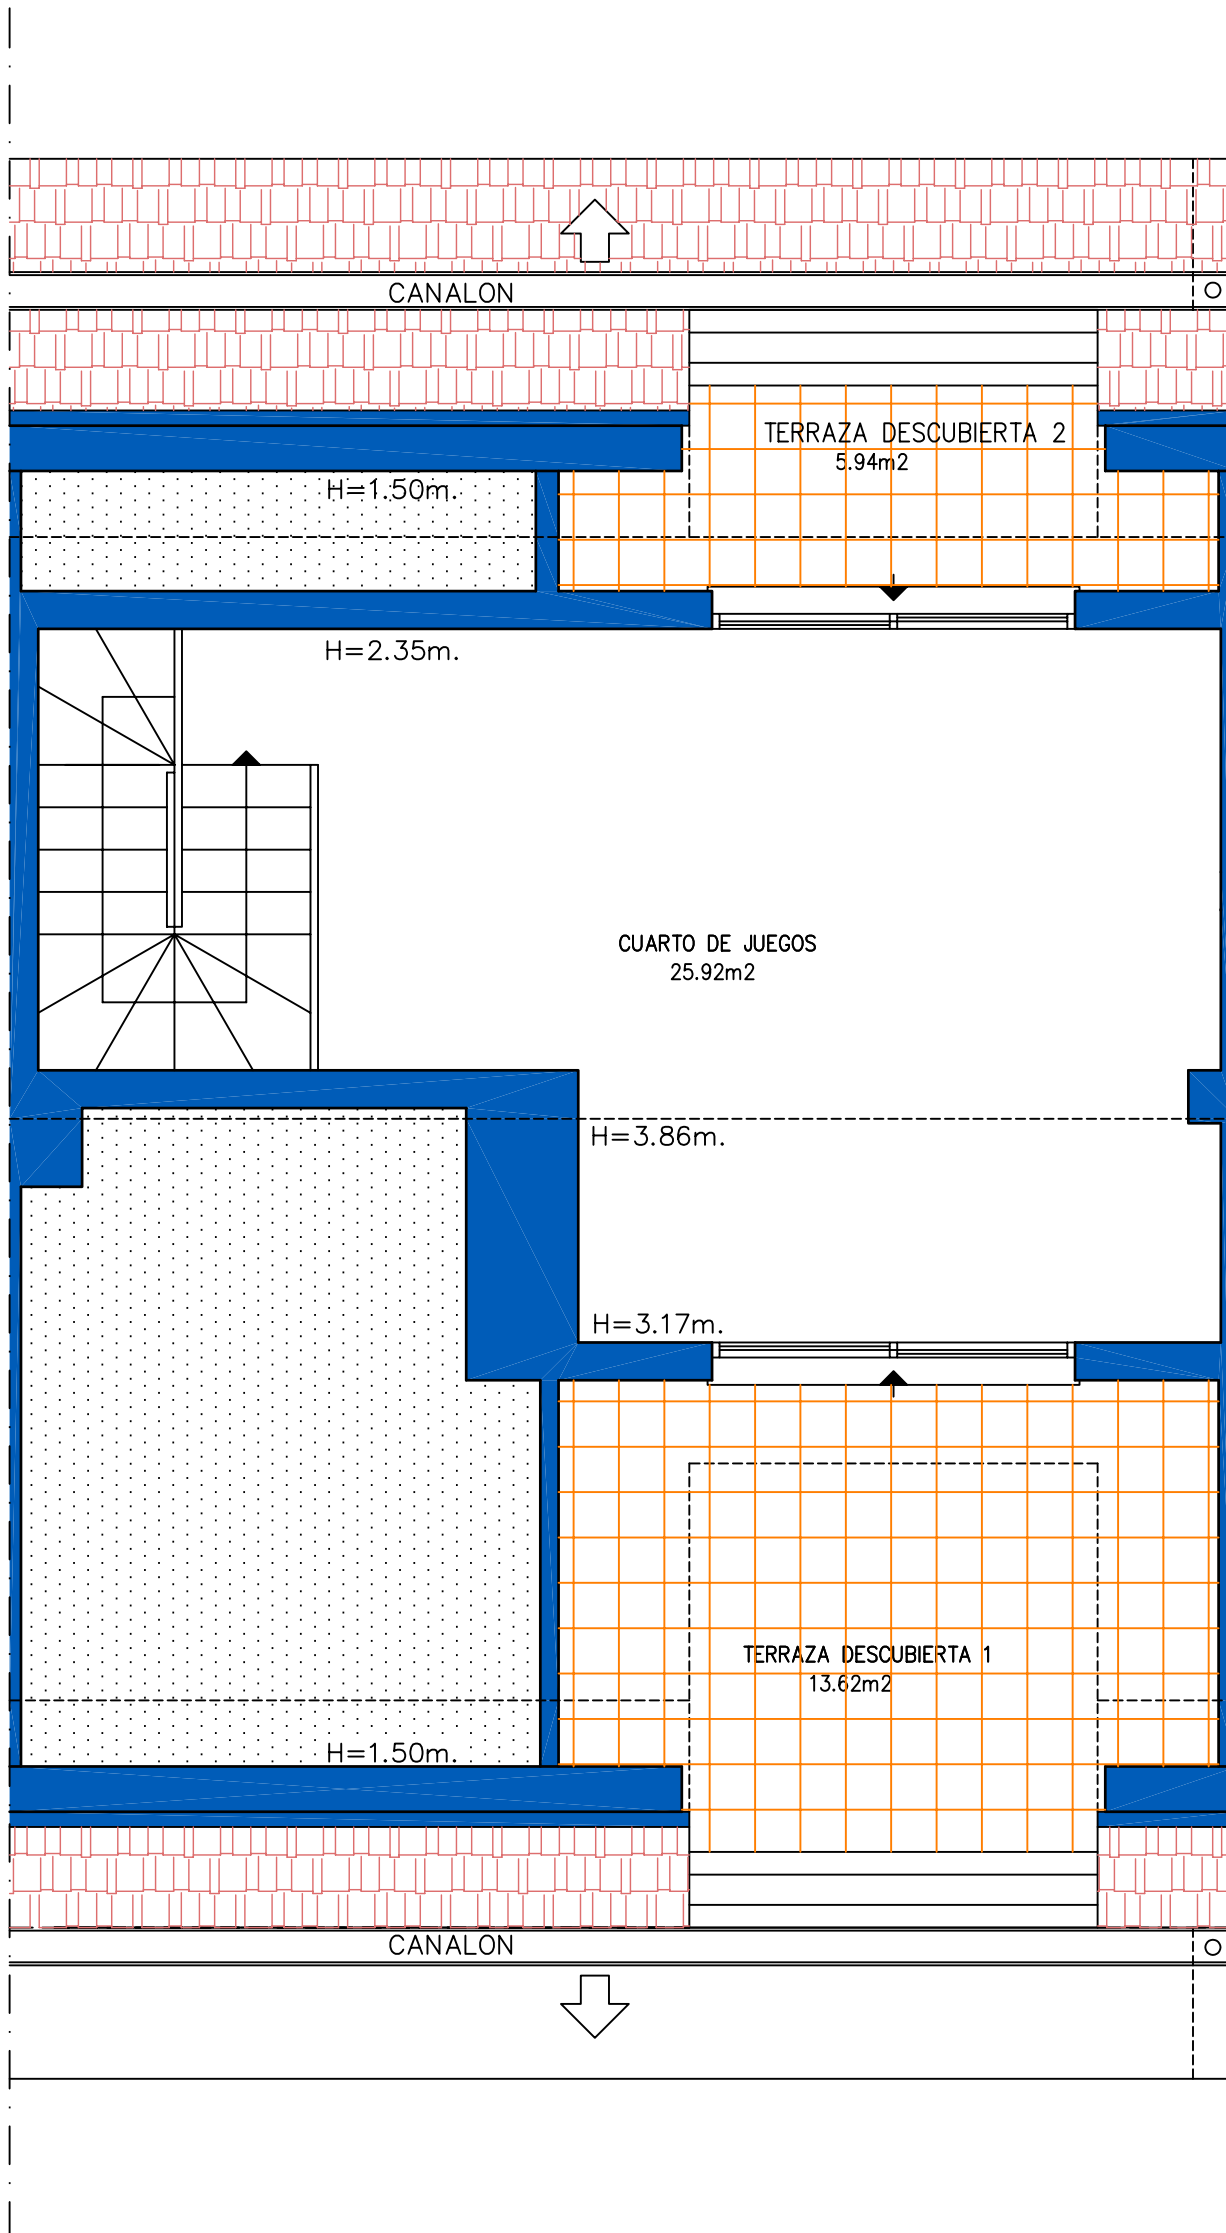 CANALON
TERRAZA DESCUBIERTA 2
5.94m2
H=1.50m.
H=2.35m.
CUARTO DE JUEGOS
25.92m2
H=3.86m.
H=3.17m.
TERRAZA DESCUBIERTA 1
13.62m2
H=1.50m.
CANALON